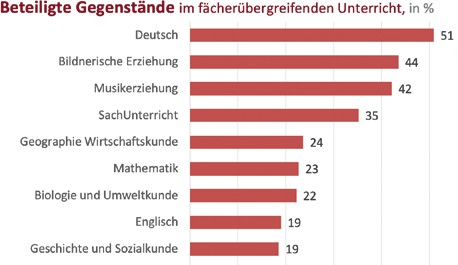 Beteiligte Gegenstände im fächerübergreifenden Unterricht, in %
Deutsch 51
Bildnerische Erziehung 44
Musikerziehung 42
SachUnterricht 35
Geographie Wirtschaftskunde 24
Mathematik 23
Biologie und Umweltkunde 22
Englisch 19
Geschichte und Sozialkunde 19